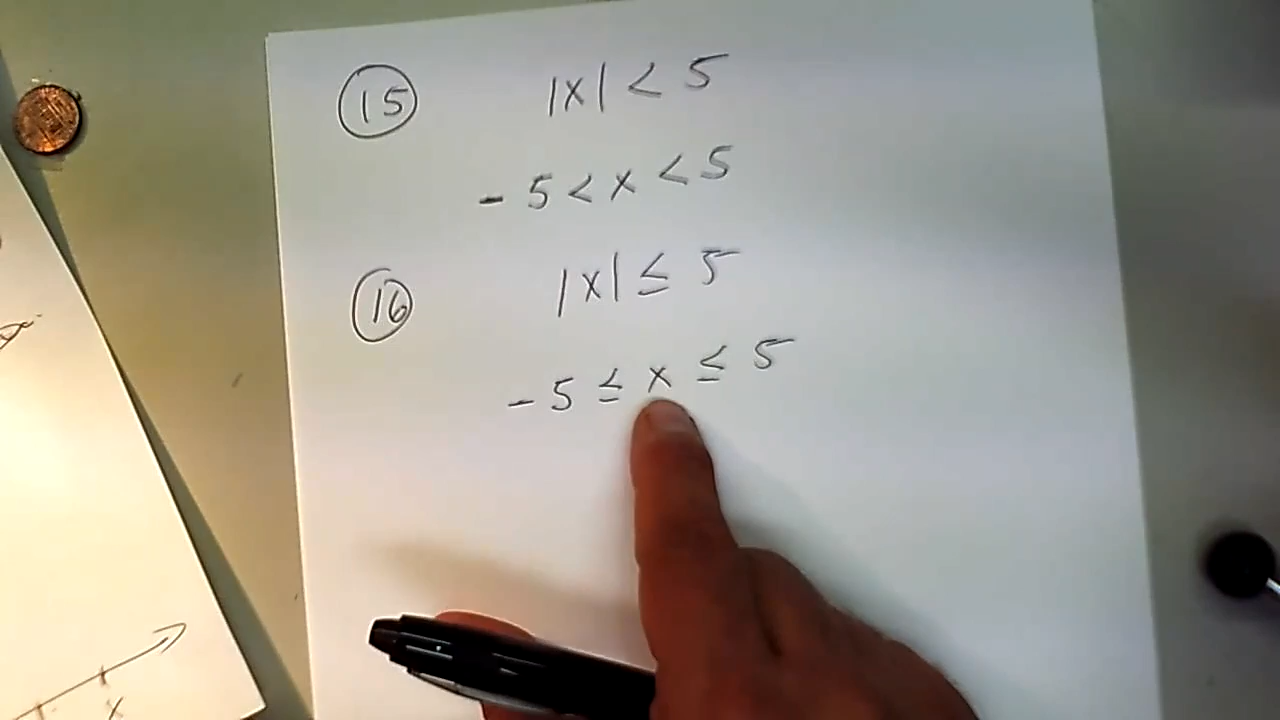 (15) |x| < 5
-5 < x < 5
(16) |x| ≤ 5
-5 ≤ x ≤ 5
x